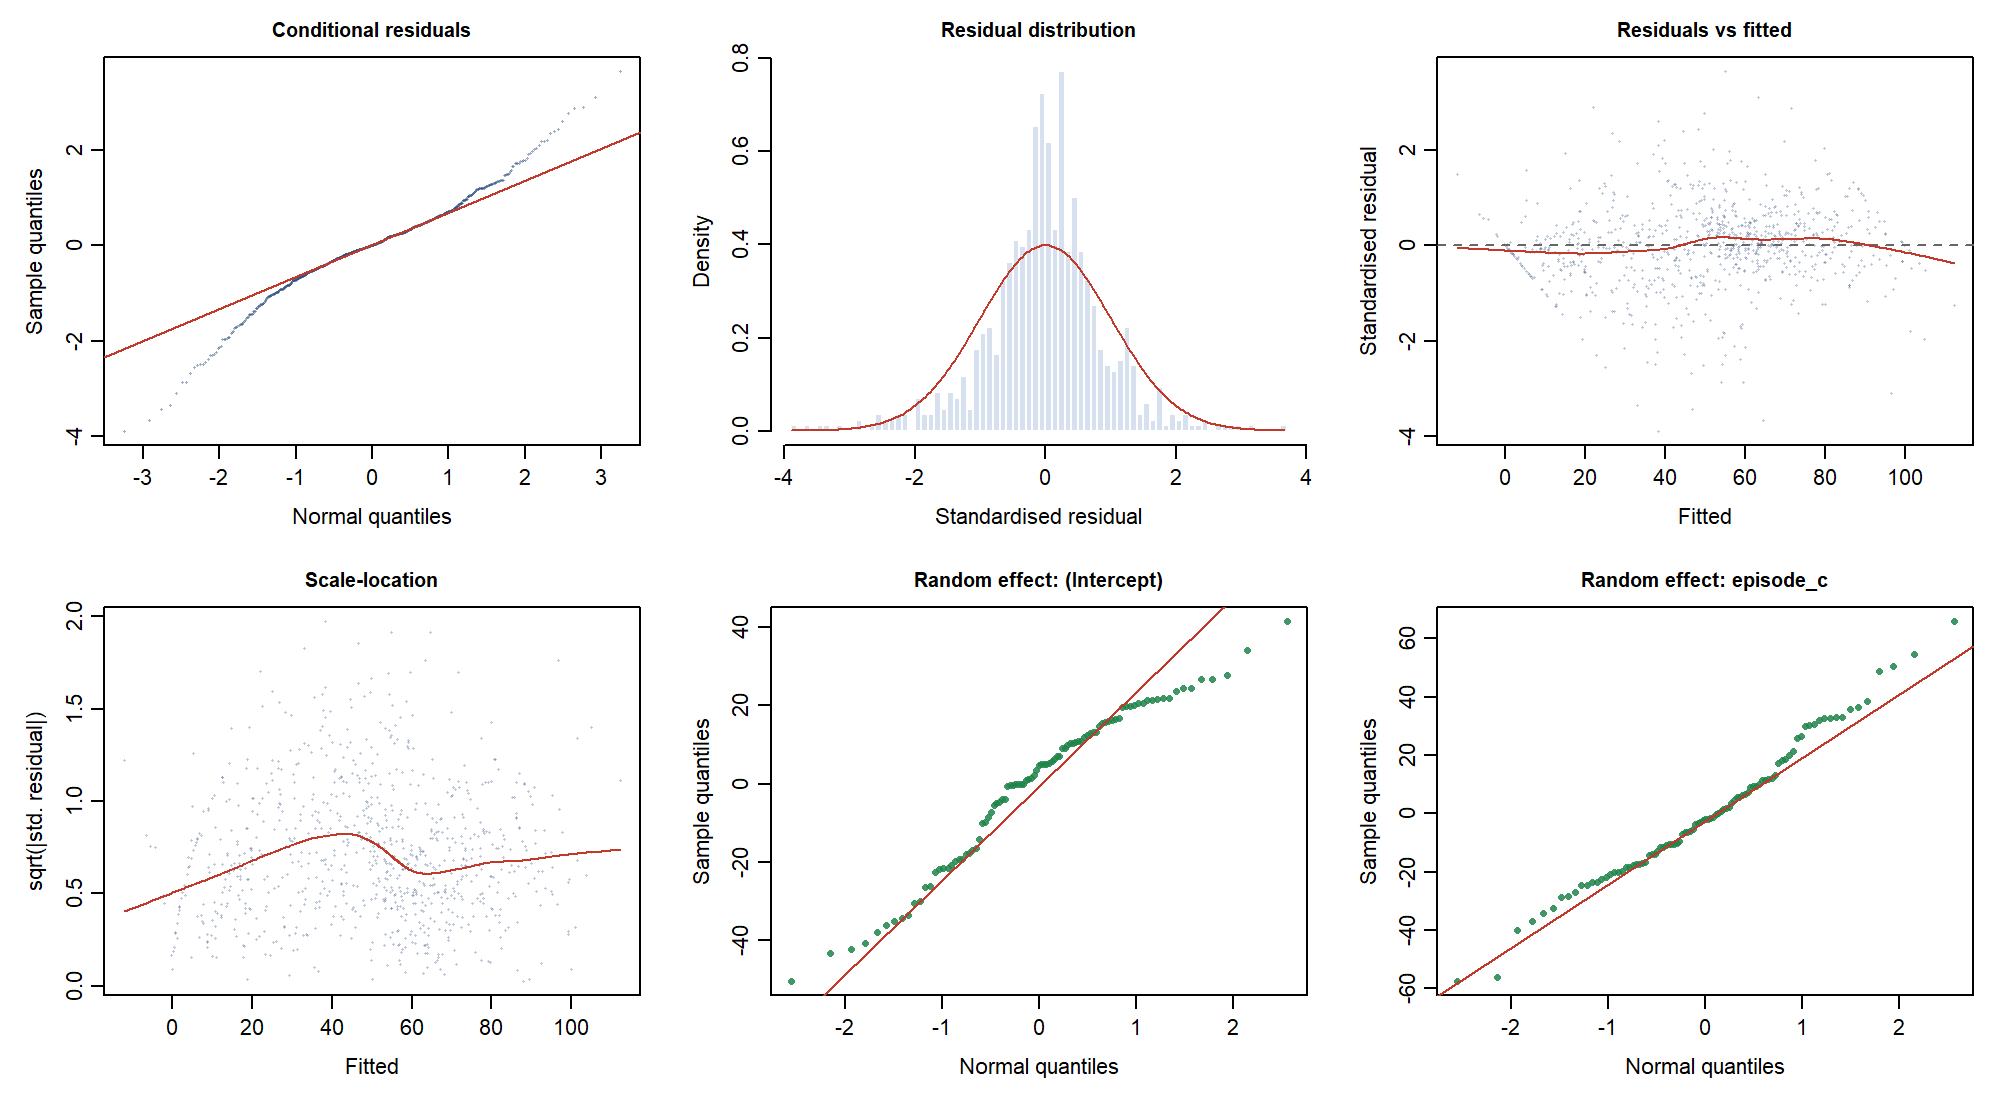 Conditional residuals
Sample quantiles
2
0
-2
-4
-3 -2 -1 0 1 2 3
Normal quantiles
Residual distribution
Density
0.8
0.6
0.4
0.2
0.0
-4 -2 0 2 4
Standardised residual
Residuals vs fitted
Standardised residual
2
0
-2
-4
0 20 40 60 80 100
Fitted
Scale-location
sqrt(|std. residual|)
2.0
1.5
1.0
0.5
0.0
0 20 40 60 80 100
Fitted
Random effect: (Intercept)
Sample quantiles
40
20
0
-20
-40
-2 -1 0 1 2
Normal quantiles
Random effect: episode_c
Sample quantiles
60
40
20
0
-20
-40
-60
-2 -1 0 1 2
Normal quantiles